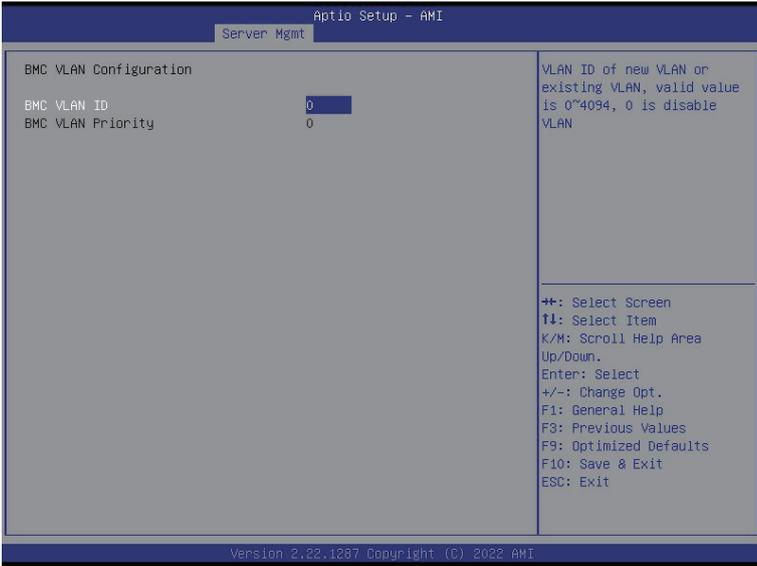 Aptio Setup – AMI
Server Mgmt
BMC VLAN Configuration
BMC VLAN ID 0
BMC VLAN Priority 0
VLAN ID of new VLAN or
existing VLAN, valid value
is 0~4094, 0 is disable
VLAN
→←: Select Screen
↑↓: Select Item
K/M: Scroll Help Area
Up/Down.
Enter: Select
+/-: Change Opt.
F1: General Help
F3: Previous Values
F9: Optimized Defaults
F10: Save & Exit
ESC: Exit
Version 2.22.1287 Copyright (C) 2022 AMI